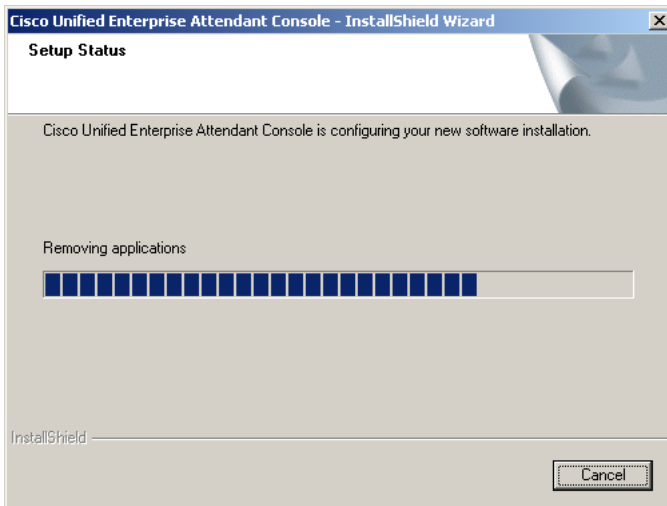 Cisco Unified Enterprise Attendant Console - InstallShield Wizard
Setup Status
Cisco Unified Enterprise Attendant Console is configuring your new software installation.
Removing applications
InstallShield
Cancel